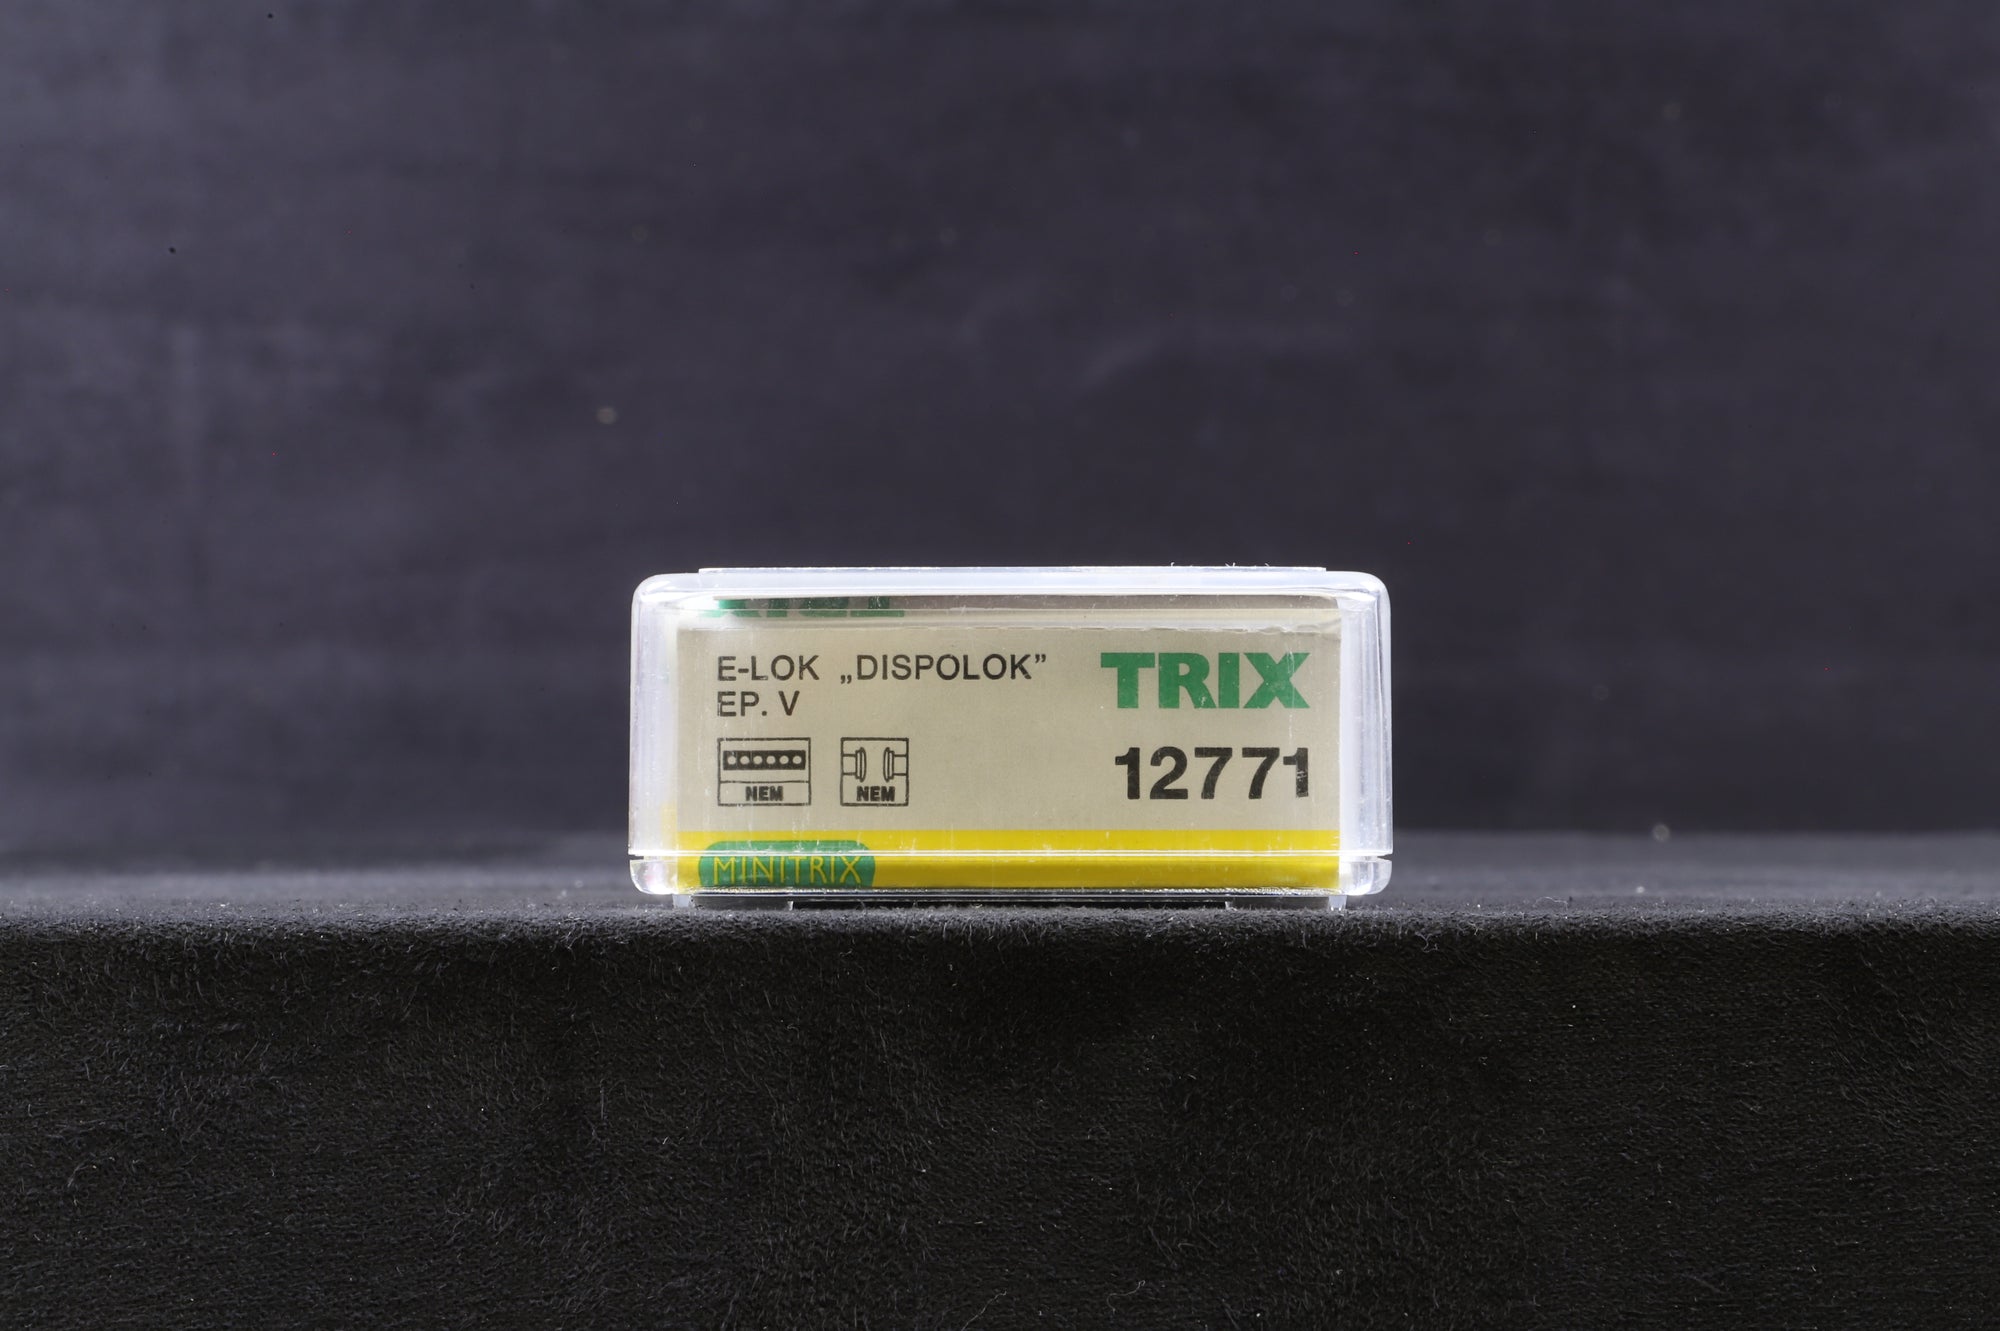 E-LOK „DISPOLOK”
EP. V
TRIX
12771
NEM
NEM
MINITRIX